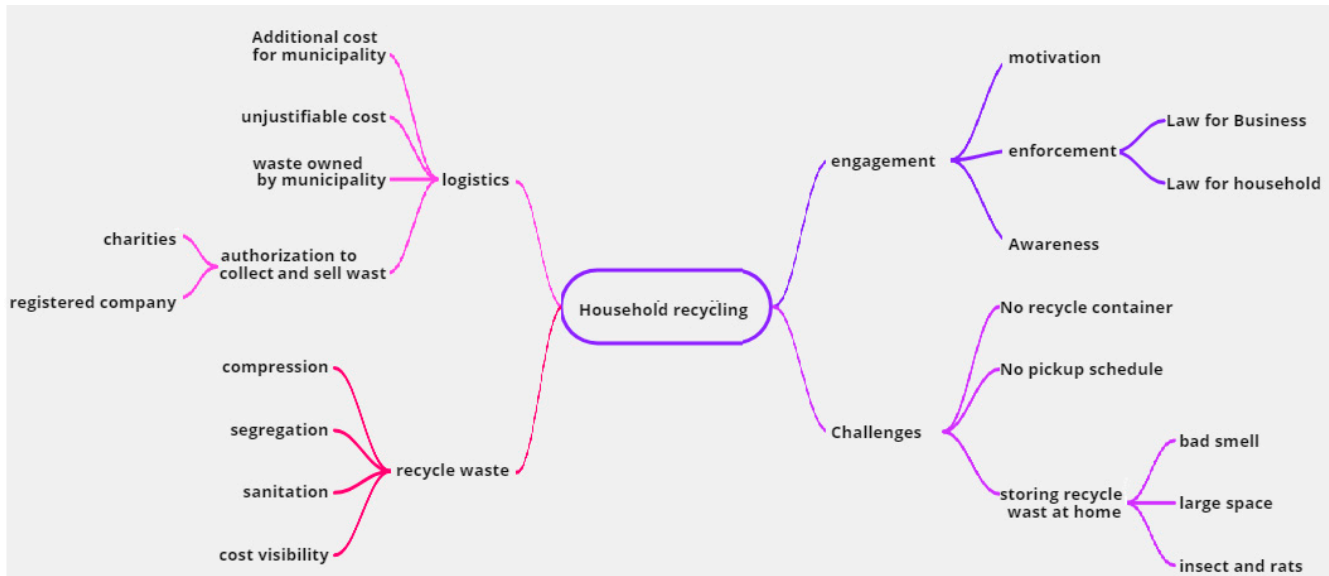 Household recycling
engagement
motivation
enforcement
Law for Business
Law for household
Awareness
Challenges
No recycle container
No pickup schedule
storing recycle
wast at home
bad smell
large space
insect and rats
logistics
Additional cost
for municipality
unjustifiable cost
waste owned
by municipality
authorization to
collect and sell wast
charities
registered company
recycle waste
compression
segregation
sanitation
cost visibility